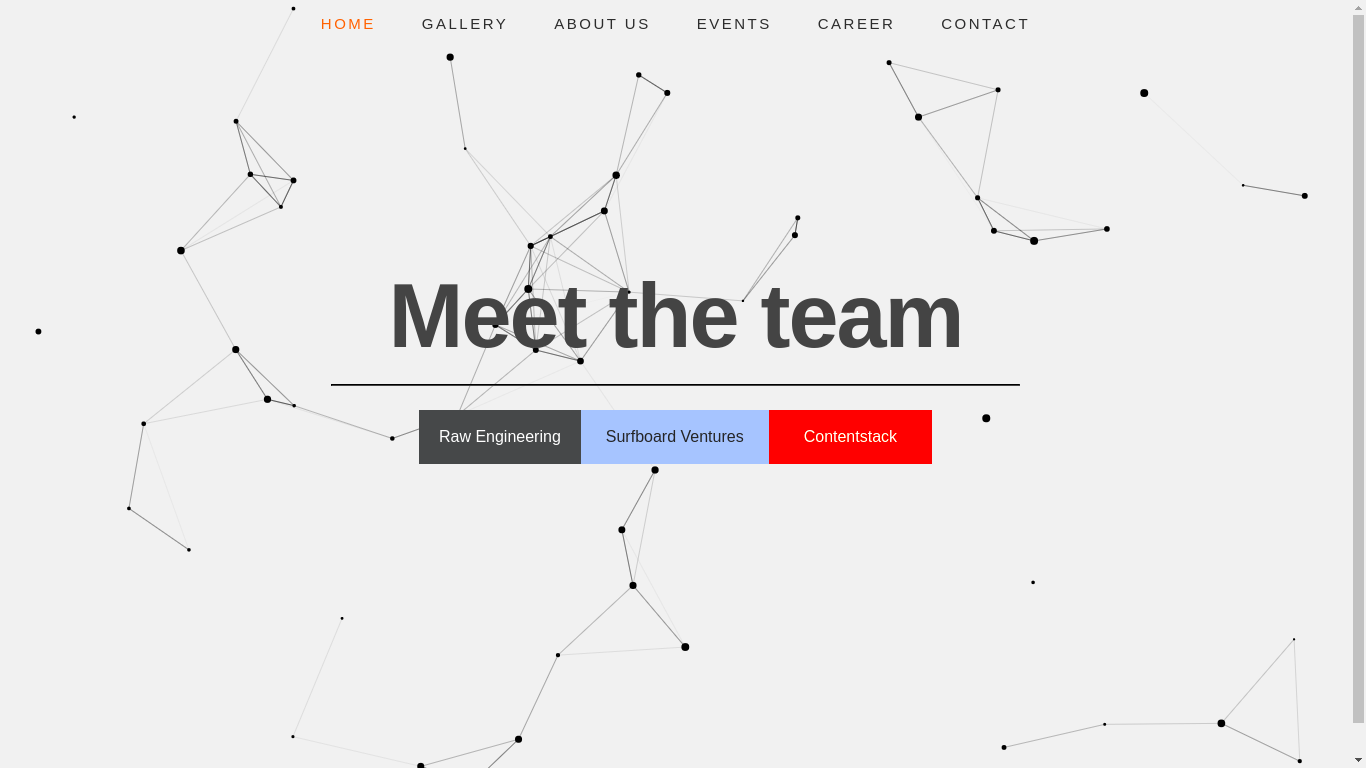 HOME GALLERY ABOUT US EVENTS CAREER CONTACT
Meet the team
Raw Engineering Surfboard Ventures Contentstack